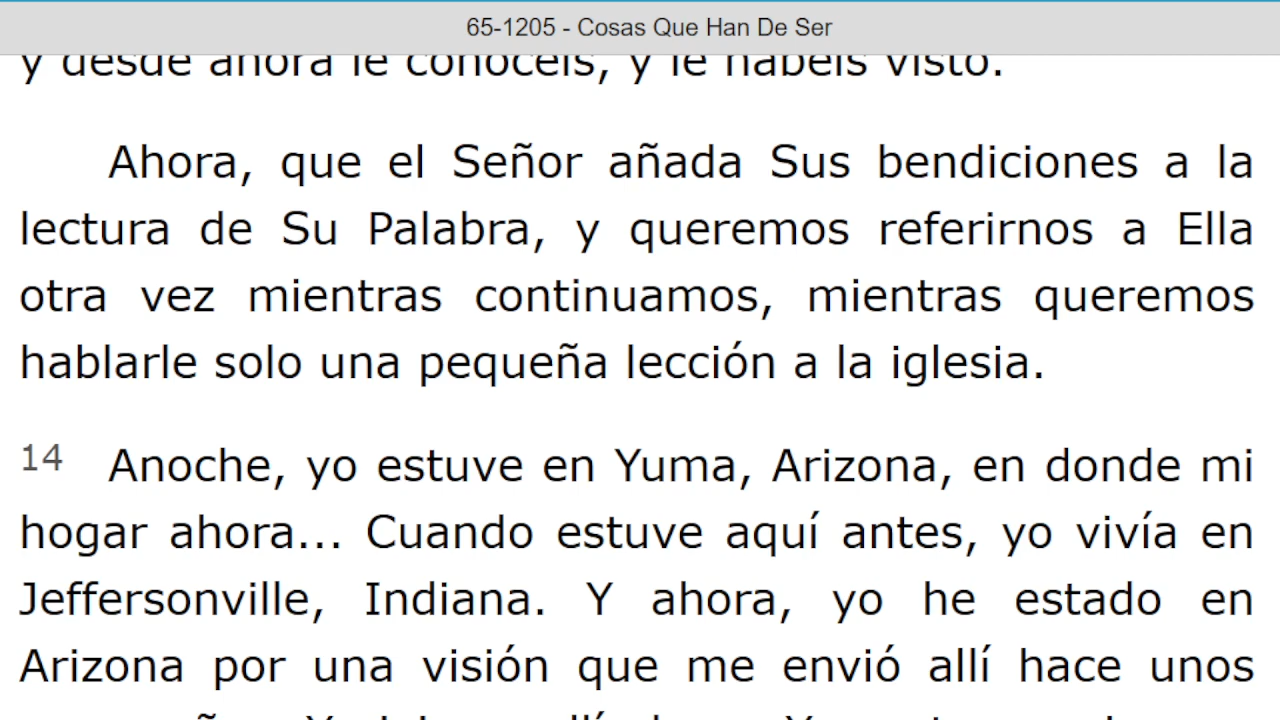 65-1205 - Cosas Que Han De Ser
y desde ahora le conocéis, y le habéis visto.
Ahora, que el Señor añada Sus bendiciones a la
lectura de Su Palabra, y queremos referirnos a Ella
otra vez mientras continuamos, mientras queremos
hablarle solo una pequeña lección a la iglesia.
14 Anoche, yo estuve en Yuma, Arizona, en donde mi
hogar ahora... Cuando estuve aquí antes, yo vivía en
Jeffersonville, Indiana. Y ahora, yo he estado en
Arizona por una visión que me envió allí hace unos